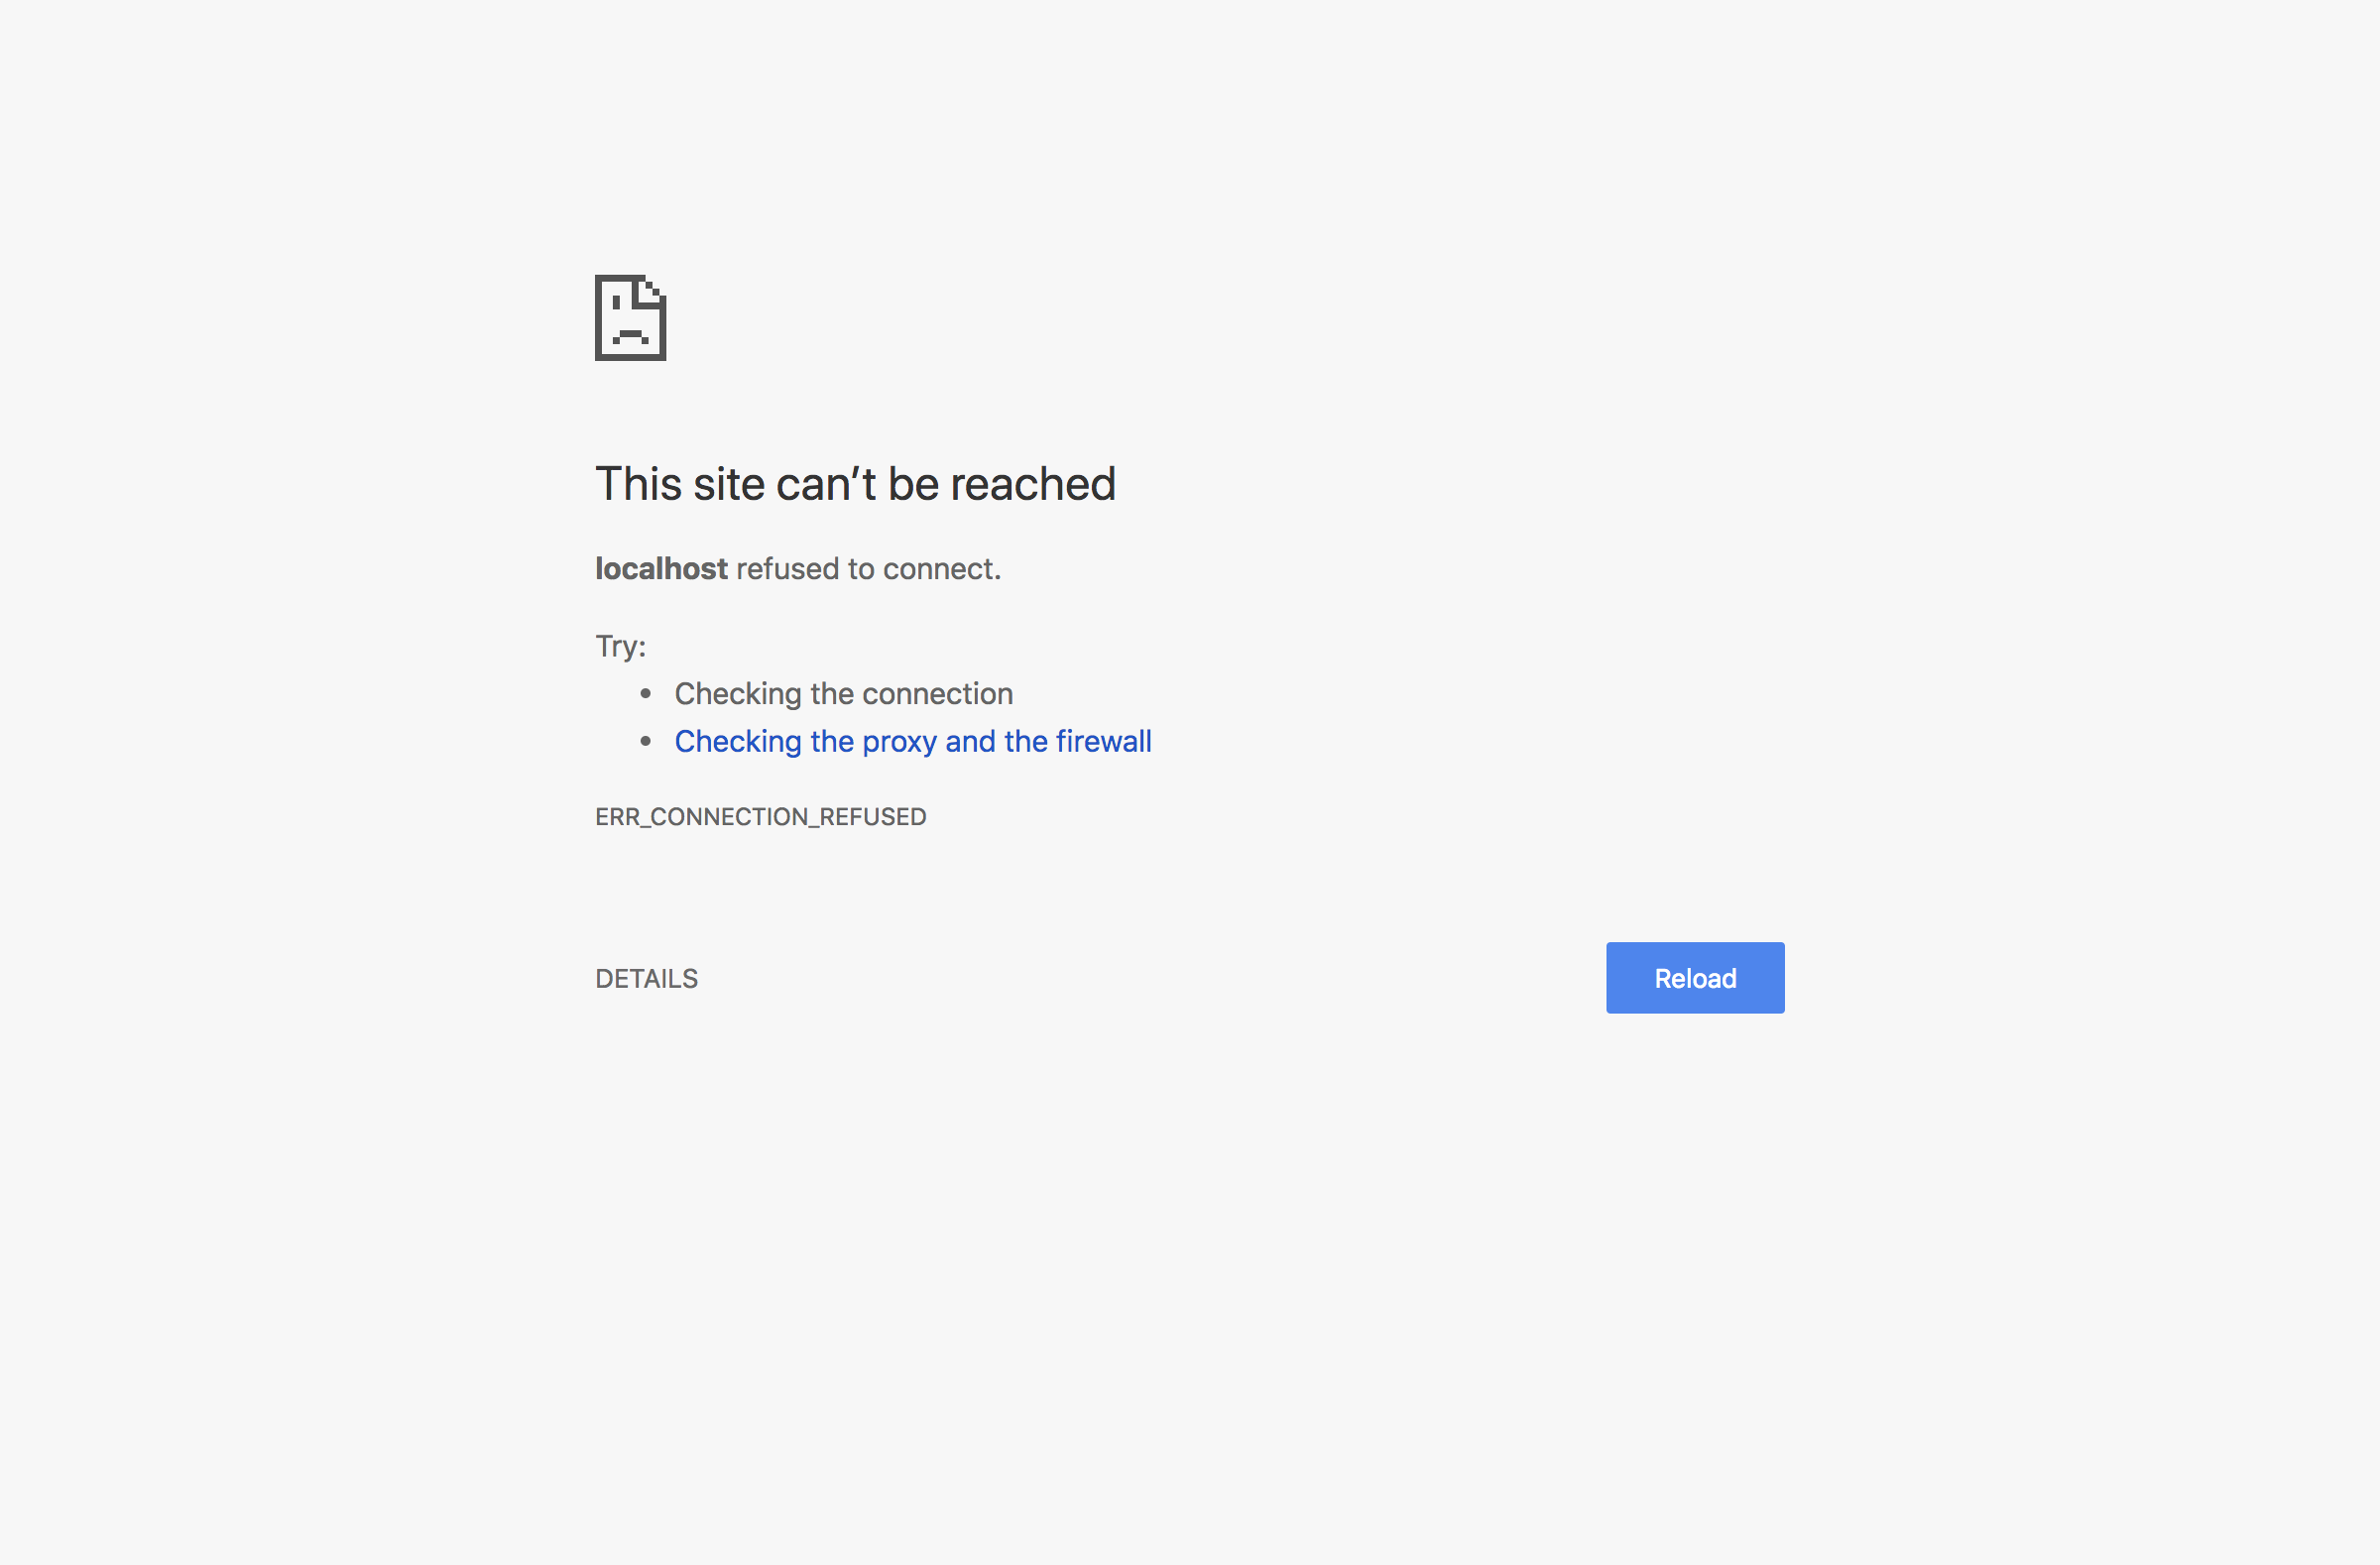 This site can’t be reached
localhost refused to connect.
Try:
• Checking the connection
• Checking the proxy and the firewall
ERR_CONNECTION_REFUSED
DETAILS
Reload